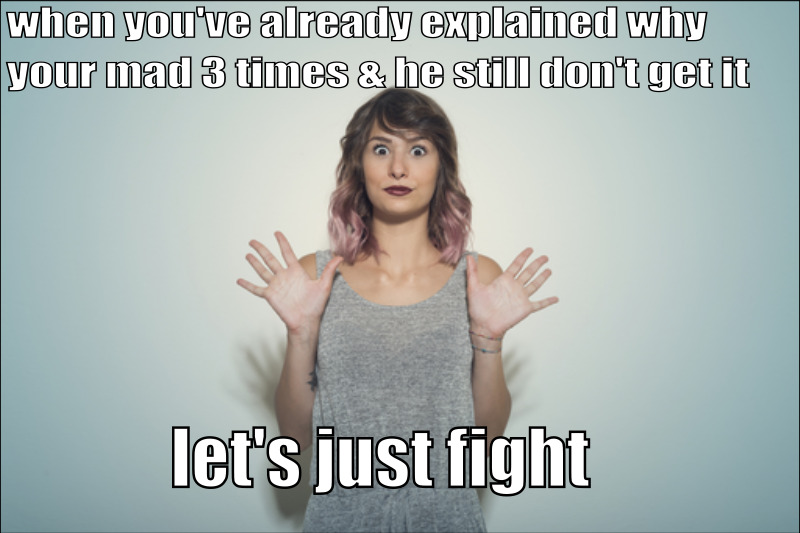 when you've already explained why
your mad 3 times & he still don't get it
let's just fight